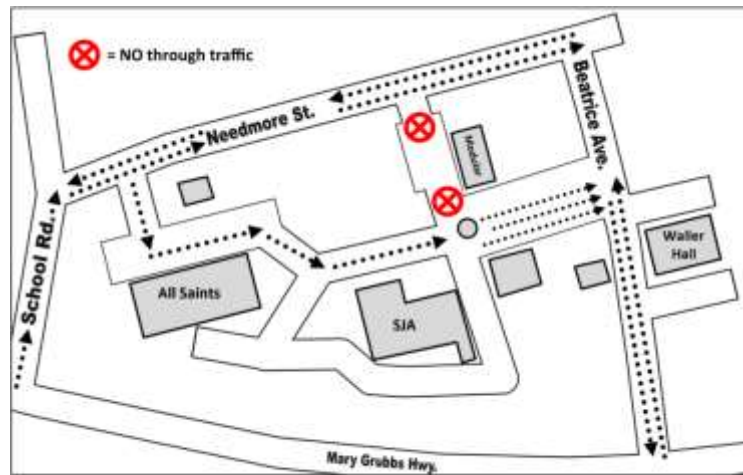 = NO through traffic
Needmore St.
Beatrice Ave.
Modular
School Rd.
All Saints
SJA
Waller
Hall
Mary Grubbs Hwy.